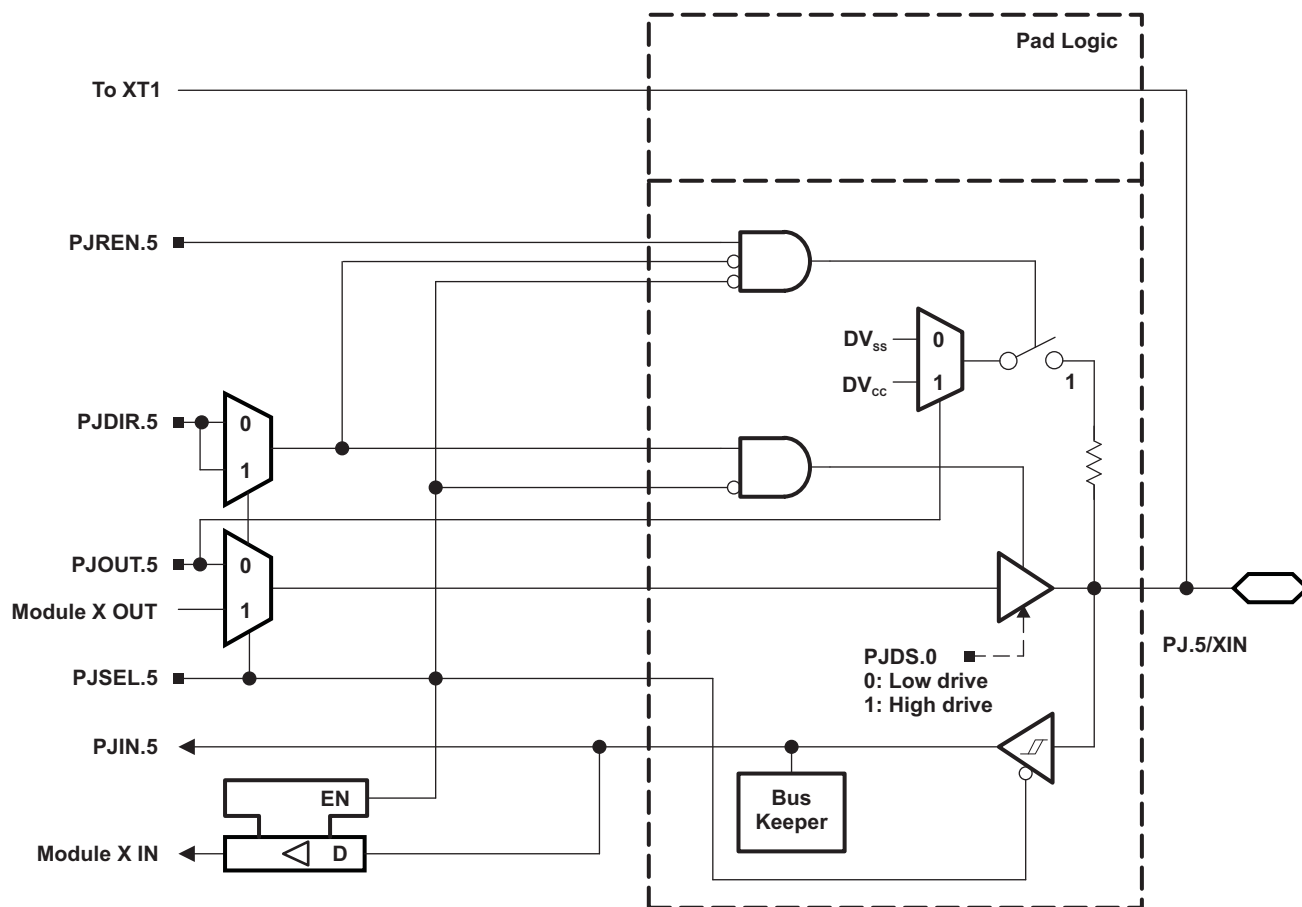 Pad Logic
To XT1
PJREN.5
DVss
0
DVcc
1
1
PJDIR.5
0
1
PJOUT.5
0
Module X OUT
1
PJSEL.5
PJDS.0
0: Low drive
1: High drive
PJ.5/XIN
PJIN.5
EN
Bus
Keeper
Module X IN
D